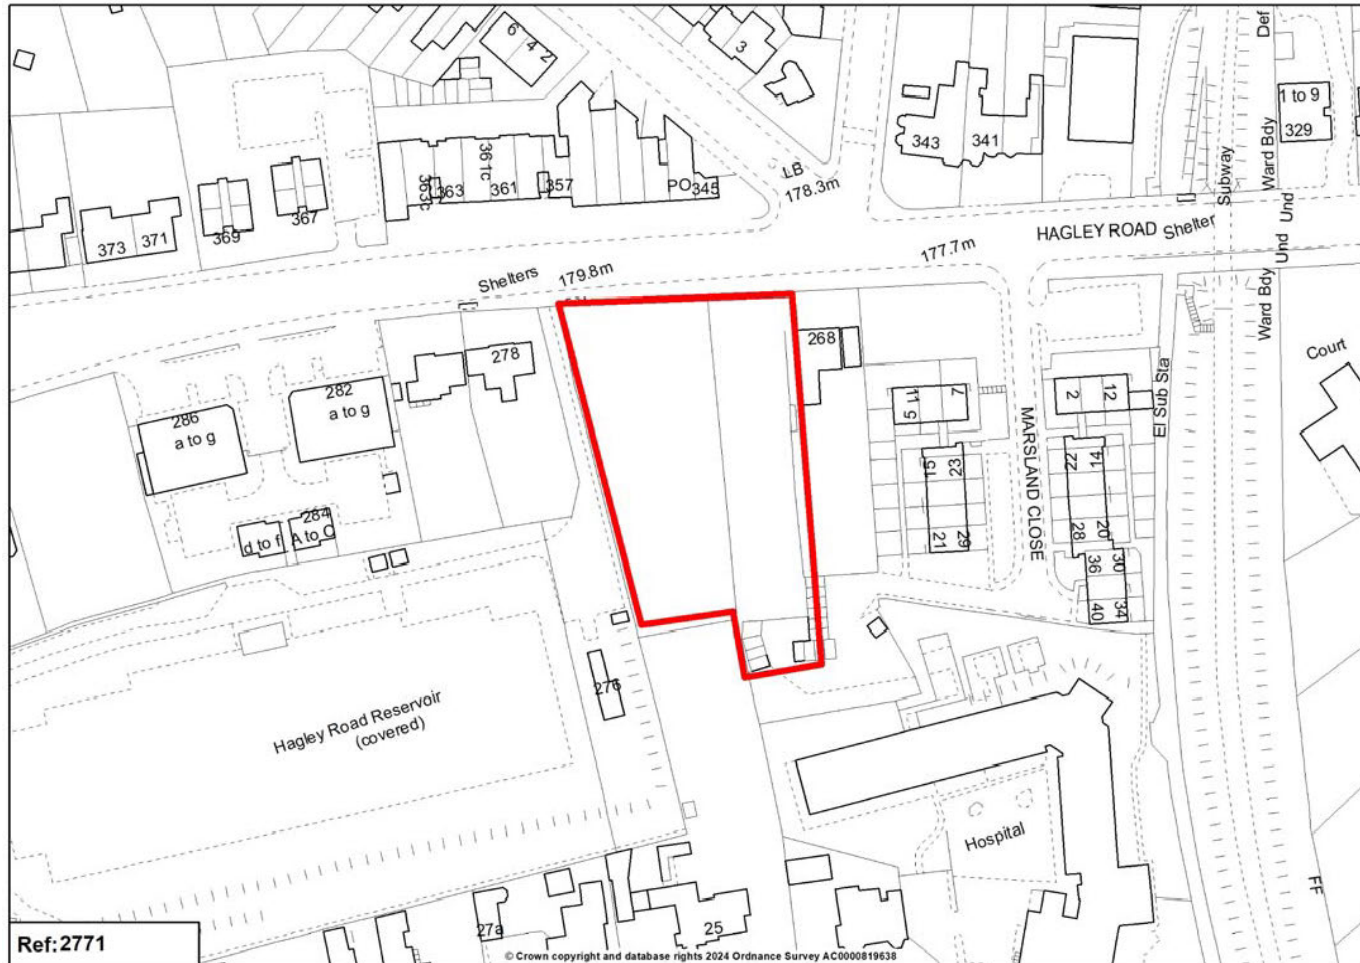 6
4
2
3
Def
1 to 9
329
Ward Bdy
Subway
343
341
LB
178.3m
361c
363c
363
361
357
PO
345
Und
Und
373
371
369
367
HAGLEY ROAD
Shelter
177.7m
Shelters
179.8m
Ward Bdy
268
278
Court
282
a to g
286
a to g
11
5
7
2
12
El Sub Sta
MARSLAND CLOSE
15
23
22
14
21
29
28
20
36
30
40
34
284
d to f
A to C
276
Hagley Road Reservoir
(covered)
Hospital
FF
27a
25
Ref:2771
© Crown copyright and database rights 2024 Ordnance Survey AC0000819638